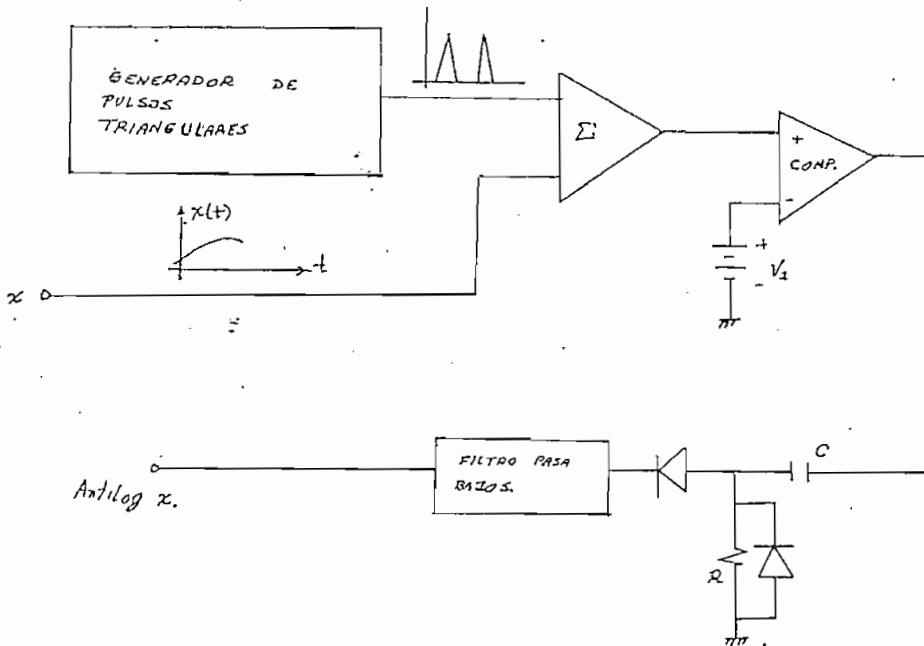 GENERADOR DE
PULSOS
TRIANGULARES
Σ
+
COMP.
-
x(t)
t
+
V1
-
x
FILTRO PASA
BAJOS.
C
Antilog x.
R